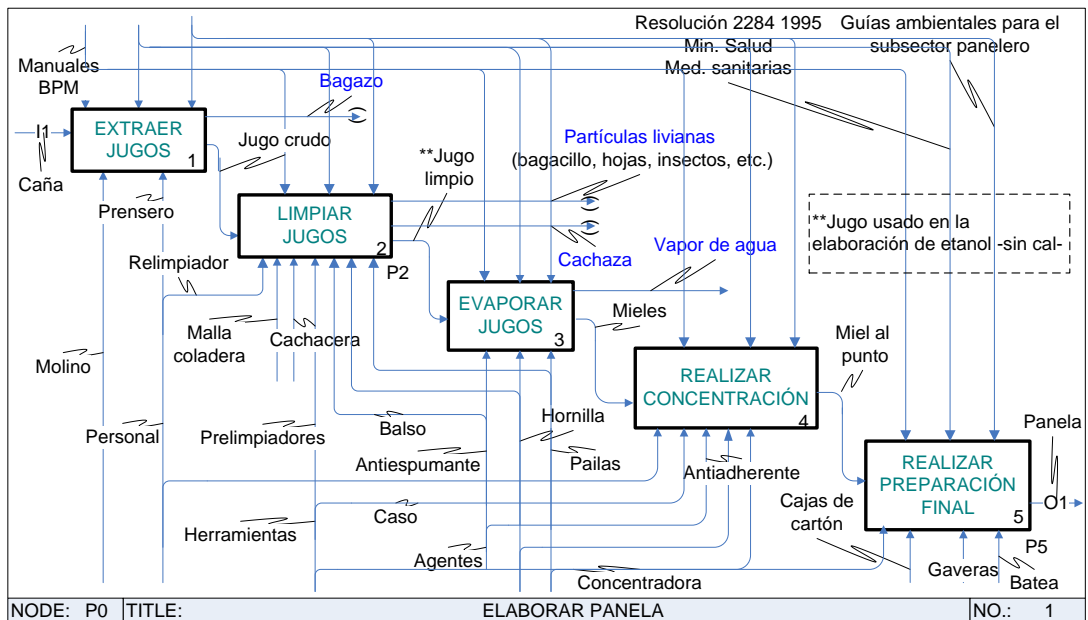 Resolución 2284 1995
Min. Salud
Med. sanitarias
Guías ambientales para el
subsector panelero
Manuales
BPM
Bagazo
I1
EXTRAER
JUGOS
1
Jugo crudo
Caña
Partículas livianas
(bagacillo, hojas, insectos, etc.)
**Jugo
limpio
Prensero
LIMPIAR
JUGOS
2
P2
Cachaza
**Jugo usado en la
elaboración de etanol -sin cal-
Vapor de agua
Relimpiador
EVAPORAR
JUGOS
3
Mieles
Malla
coladera
Cachacera
Molino
Miel al
punto
REALIZAR
CONCENTRACIÓN
4
Personal
Prelimpiadores
Balso
Hornilla
Antiespumante
Pailas
Antiadherente
Panela
REALIZAR
PREPARACIÓN
FINAL
5
O1
P5
Cajas de
cartón
Herramientas
Caso
Agentes
Concentradora
Gaveras
Batea
NODE: P0
TITLE:
ELABORAR PANELA
NO.: 1